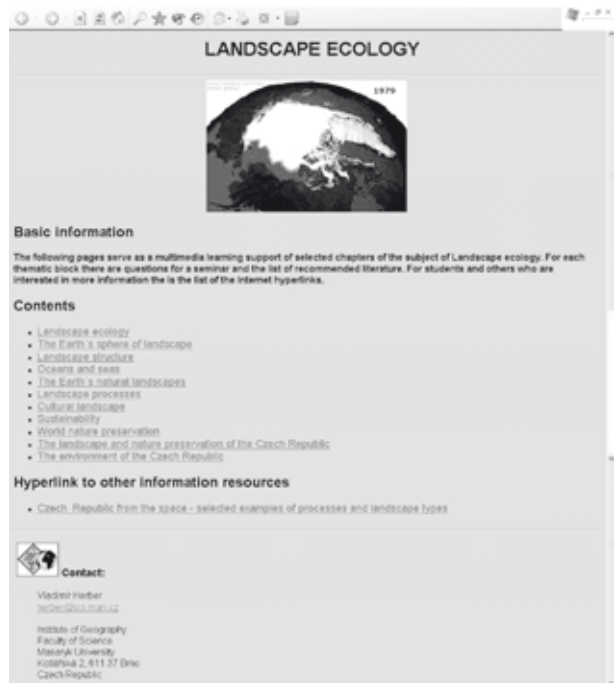 LANDSCAPE ECOLOGY
1979
Basic information
The following pages serve as a multimedia learning support of selected chapters of the subject of Landscape ecology. For each
thematic block there are questions for a seminar and the list of recommended literature. For students and others who are
interested in more information the is the list of the Internet hyperlinks.
Contents
Landscape ecology
The Earth´s sphere of landscape
Landscape structure
Oceans and seas
The Earth´s natural landscapes
Landscape processes
Cultural landscape
Sustainability
World nature preservation
The landscape and nature preservation of the Czech Republic
The environment of the Czech Republic
Hyperlink to other information resources
Czech Republic from the space - selected examples of processes and landscape types
Contact:
Vladimír Herber
herber@sci.muni.cz
Institute of Geography
Faculty of Science
Masaryk University
Kotlářská 2, 611 37 Brno
Czech Republic